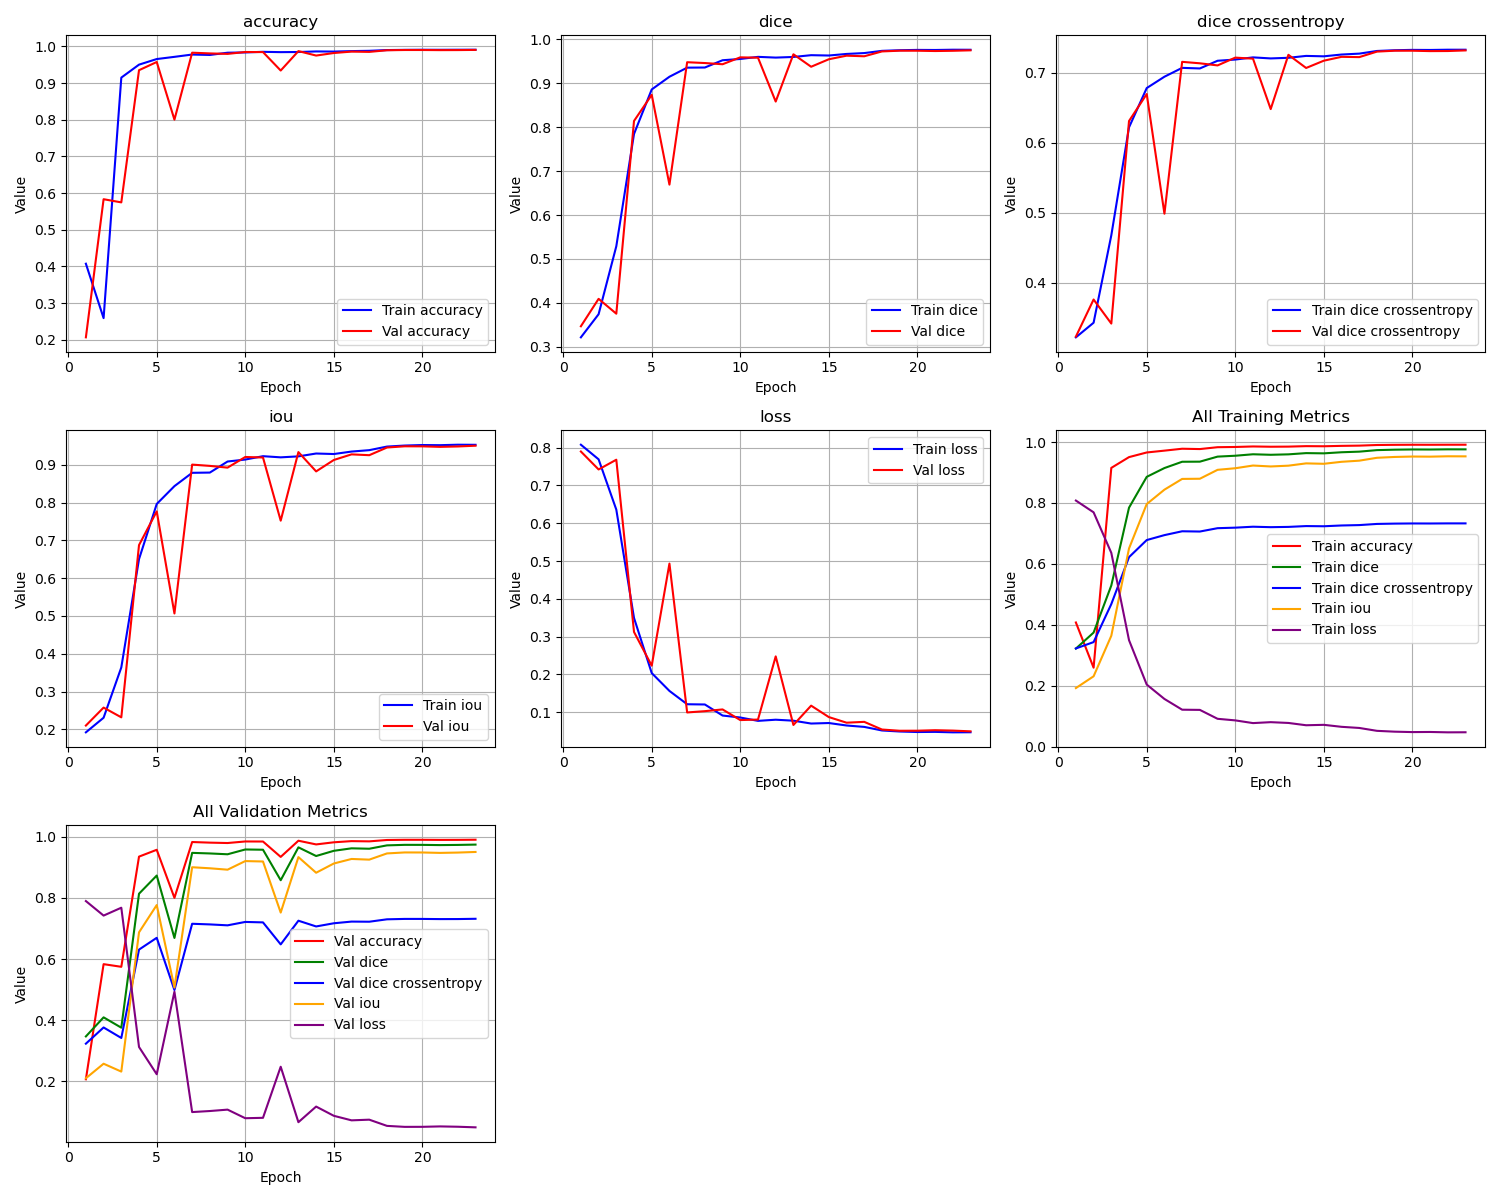 accuracy
1.0
0.9
0.8
0.7
0.6
0.5
0.4
0.3
0.2
Value
0 5 10 15 20
Epoch
Train accuracy
Val accuracy
dice
1.0
0.9
0.8
0.7
0.6
0.5
0.4
0.3
Value
0 5 10 15 20
Epoch
Train dice
Val dice
dice crossentropy
0.7
0.6
0.5
0.4
Value
0 5 10 15 20
Epoch
Train dice crossentropy
Val dice crossentropy
iou
0.9
0.8
0.7
0.6
0.5
0.4
0.3
0.2
Value
0 5 10 15 20
Epoch
Train iou
Val iou
loss
0.8
0.7
0.6
0.5
0.4
0.3
0.2
0.1
Value
0 5 10 15 20
Epoch
Train loss
Val loss
All Training Metrics
1.0
0.8
0.6
0.4
0.2
0.0
Value
0 5 10 15 20
Epoch
Train accuracy
Train dice
Train dice crossentropy
Train iou
Train loss
All Validation Metrics
1.0
0.8
0.6
0.4
0.2
Value
0 5 10 15 20
Epoch
Val accuracy
Val dice
Val dice crossentropy
Val iou
Val loss